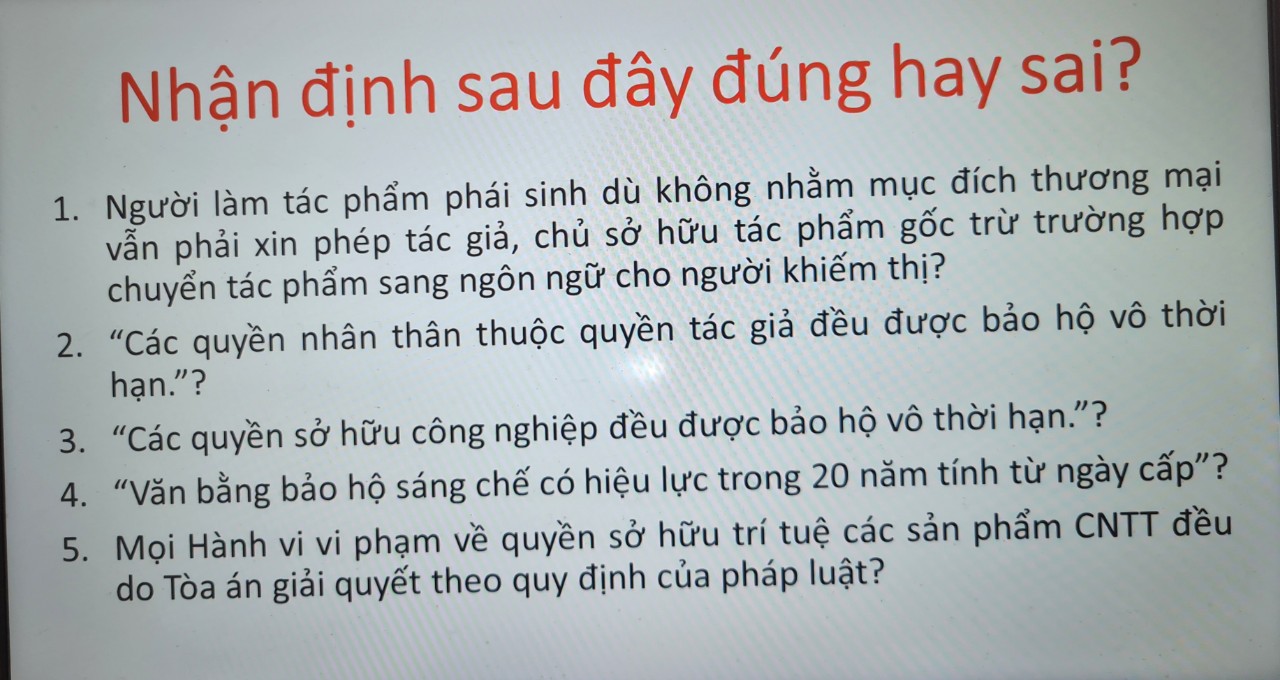 Nhận định sau đây đúng hay sai?
1. Người làm tác phẩm phái sinh dù không nhằm mục đích thương mại
vẫn phải xin phép tác giả, chủ sở hữu tác phẩm gốc trừ trường hợp
chuyển tác phẩm sang ngôn ngữ cho người khiếm thị?
2. “Các quyền nhân thân thuộc quyền tác giả đều được bảo hộ vô thời
hạn.”?
3. “Các quyền sở hữu công nghiệp đều được bảo hộ vô thời hạn.”?
4. “Văn bằng bảo hộ sáng chế có hiệu lực trong 20 năm tính từ ngày cấp”?
5. Mọi Hành vi vi phạm về quyền sở hữu trí tuệ các sản phẩm CNTT đều
do Tòa án giải quyết theo quy định của pháp luật?